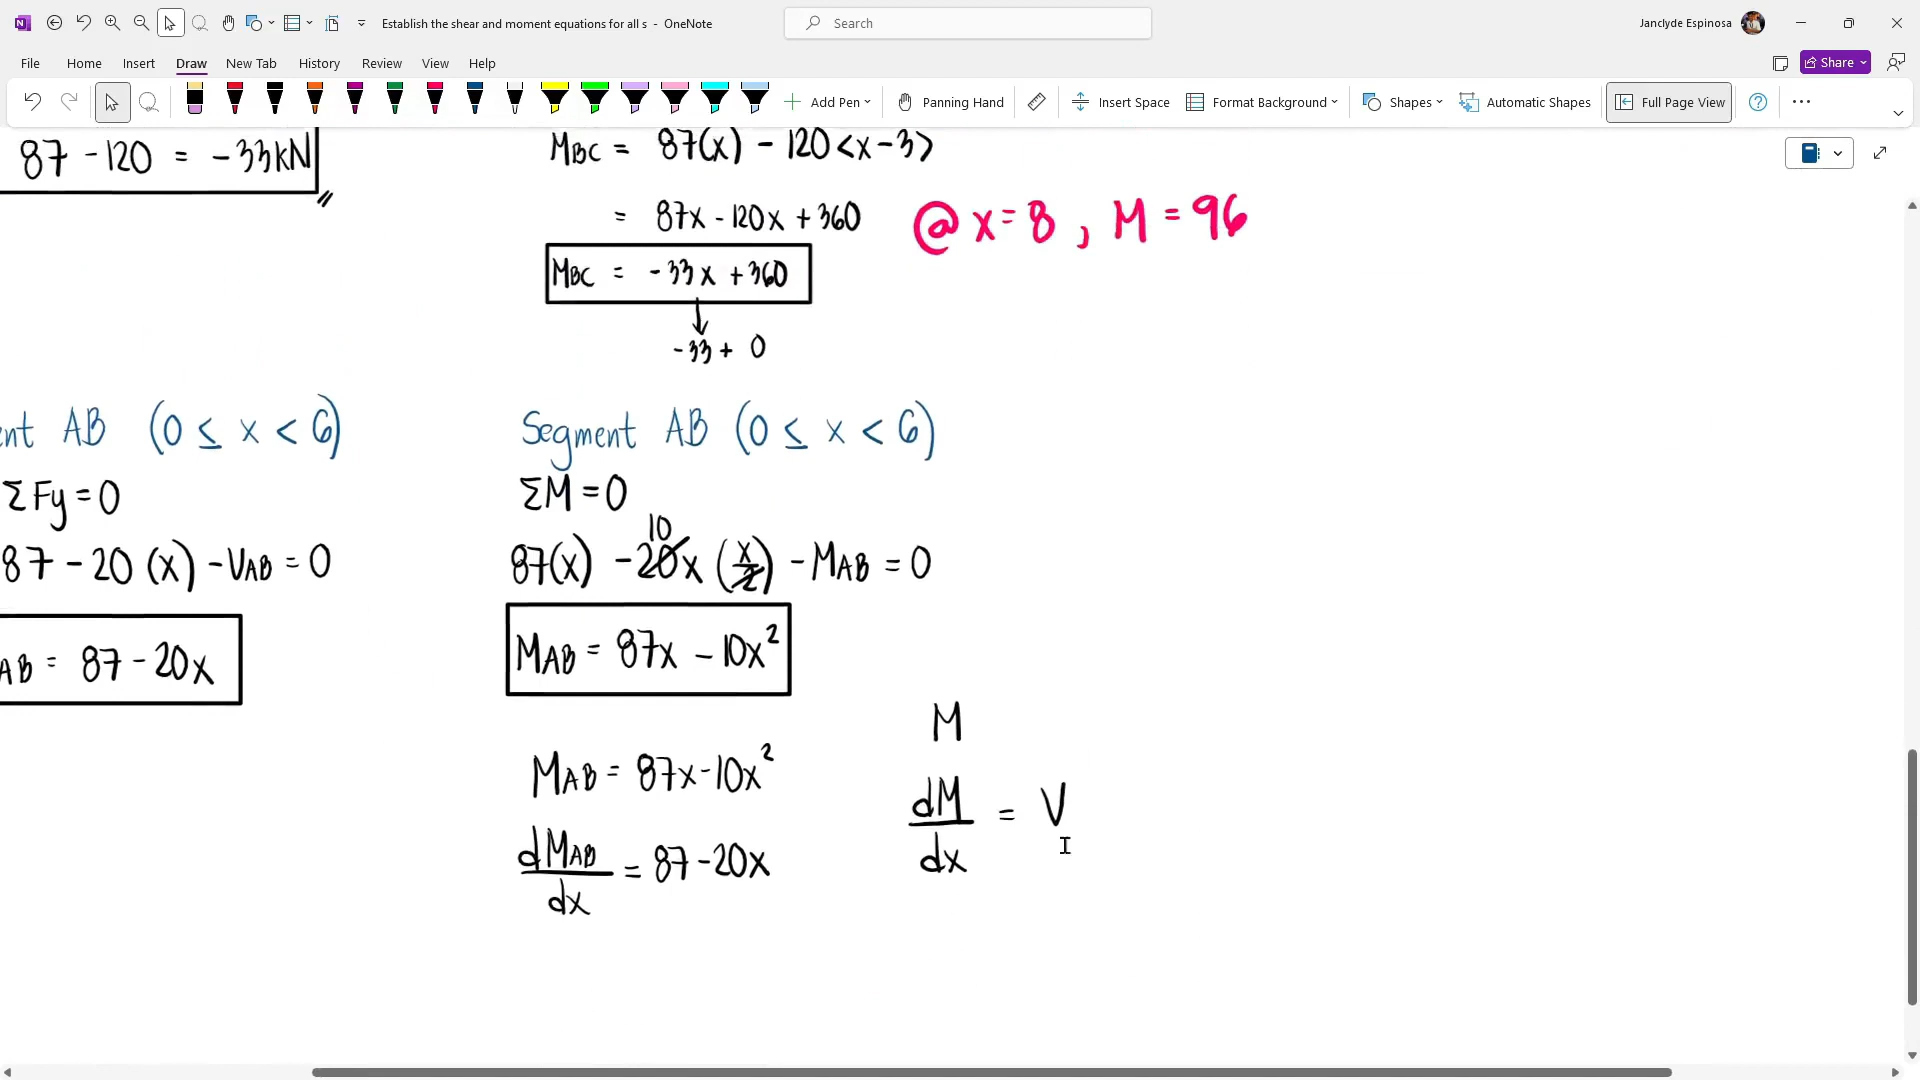 Establish the shear and moment equations for all s - OneNote
Search
Janclyde Espinosa
File Home Insert Draw New Tab History Review View Help
Share
Add Pen Panning Hand Insert Space Format Background Shapes Automatic Shapes Full Page View
87 - 120 = -33kN
MBC = 87(x) - 120<x-3>
= 87x - 120x + 360
@ x = 8 , M = 96
MBC = -33x + 360
-33 + 0
ent AB (0 ≤ x < 6)
Segment AB (0 ≤ x < 6)
ΣFy = 0
ΣM = 0
10
87 - 20 (x) - VAB = 0
87(x) - 20x (x/2) - MAB = 0
AB = 87 - 20x
MAB = 87x - 10x²
M
MAB = 87x - 10x²
dM/dx = V
dMAB/dx = 87 - 20x